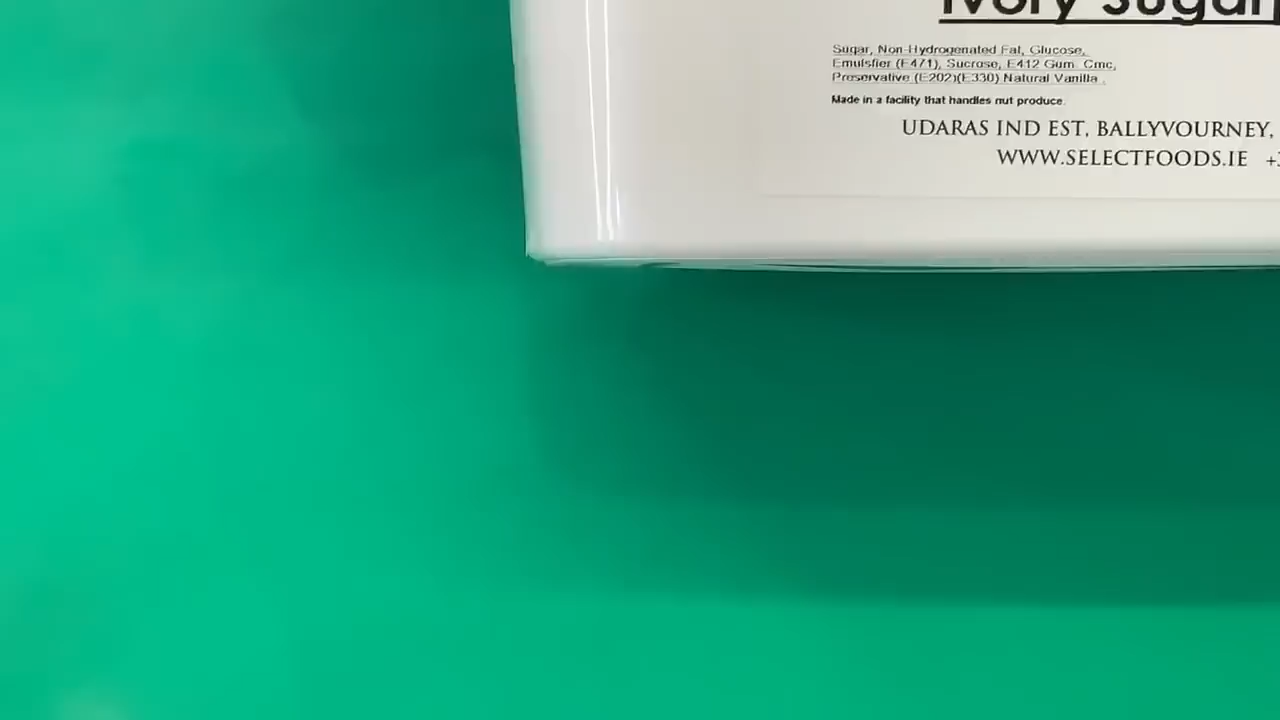 Ivory Sugar
Sugar, Non-Hydrogenated Fat, Glucose,
Emulsfier (E471), Sucrose, E412 Gum Cmc,
Preservative (E202)(E330) Natural Vanilla .
Made in a facility that handles nut produce.
UDARAS IND EST, BALLYVOURNEY,
WWW.SELECTFOODS.IE +